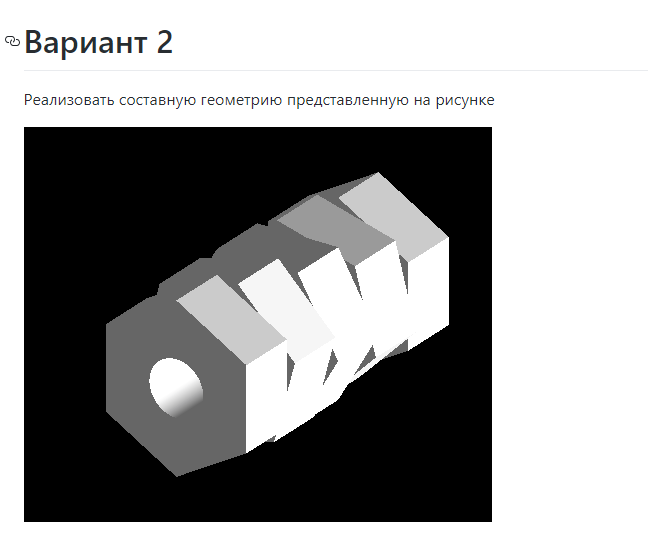 Вариант 2
Реализовать составную геометрию представленную на рисунке